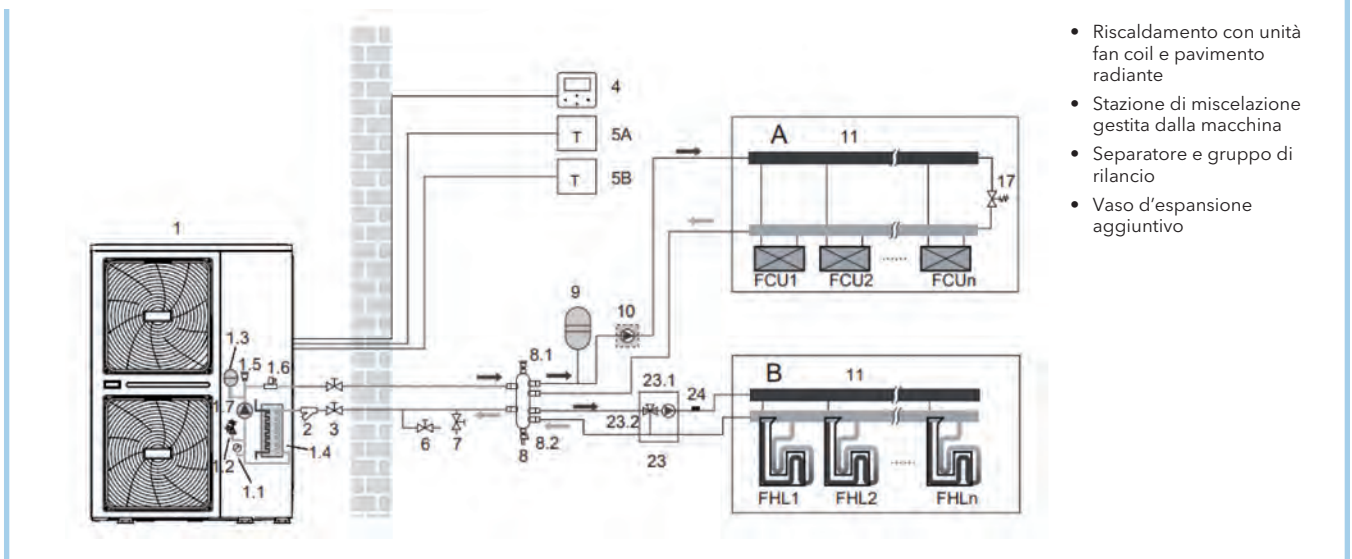 1
1.3
1.5
1.6
1.7
1.2
1.1
1.4
2
3
4
T
5A
T
5B
6
7
8.1
8.2
8
9
10
23.1
23.2
23
24
A
11
17
FCU1
FCU2
FCUn
B
11
FHL1
FHL2
FHLn
• Riscaldamento con unità
fan coil e pavimento
radiante
• Stazione di miscelazione
gestita dalla macchina
• Separatore e gruppo di
rilancio
• Vaso d'espansione
aggiuntivo